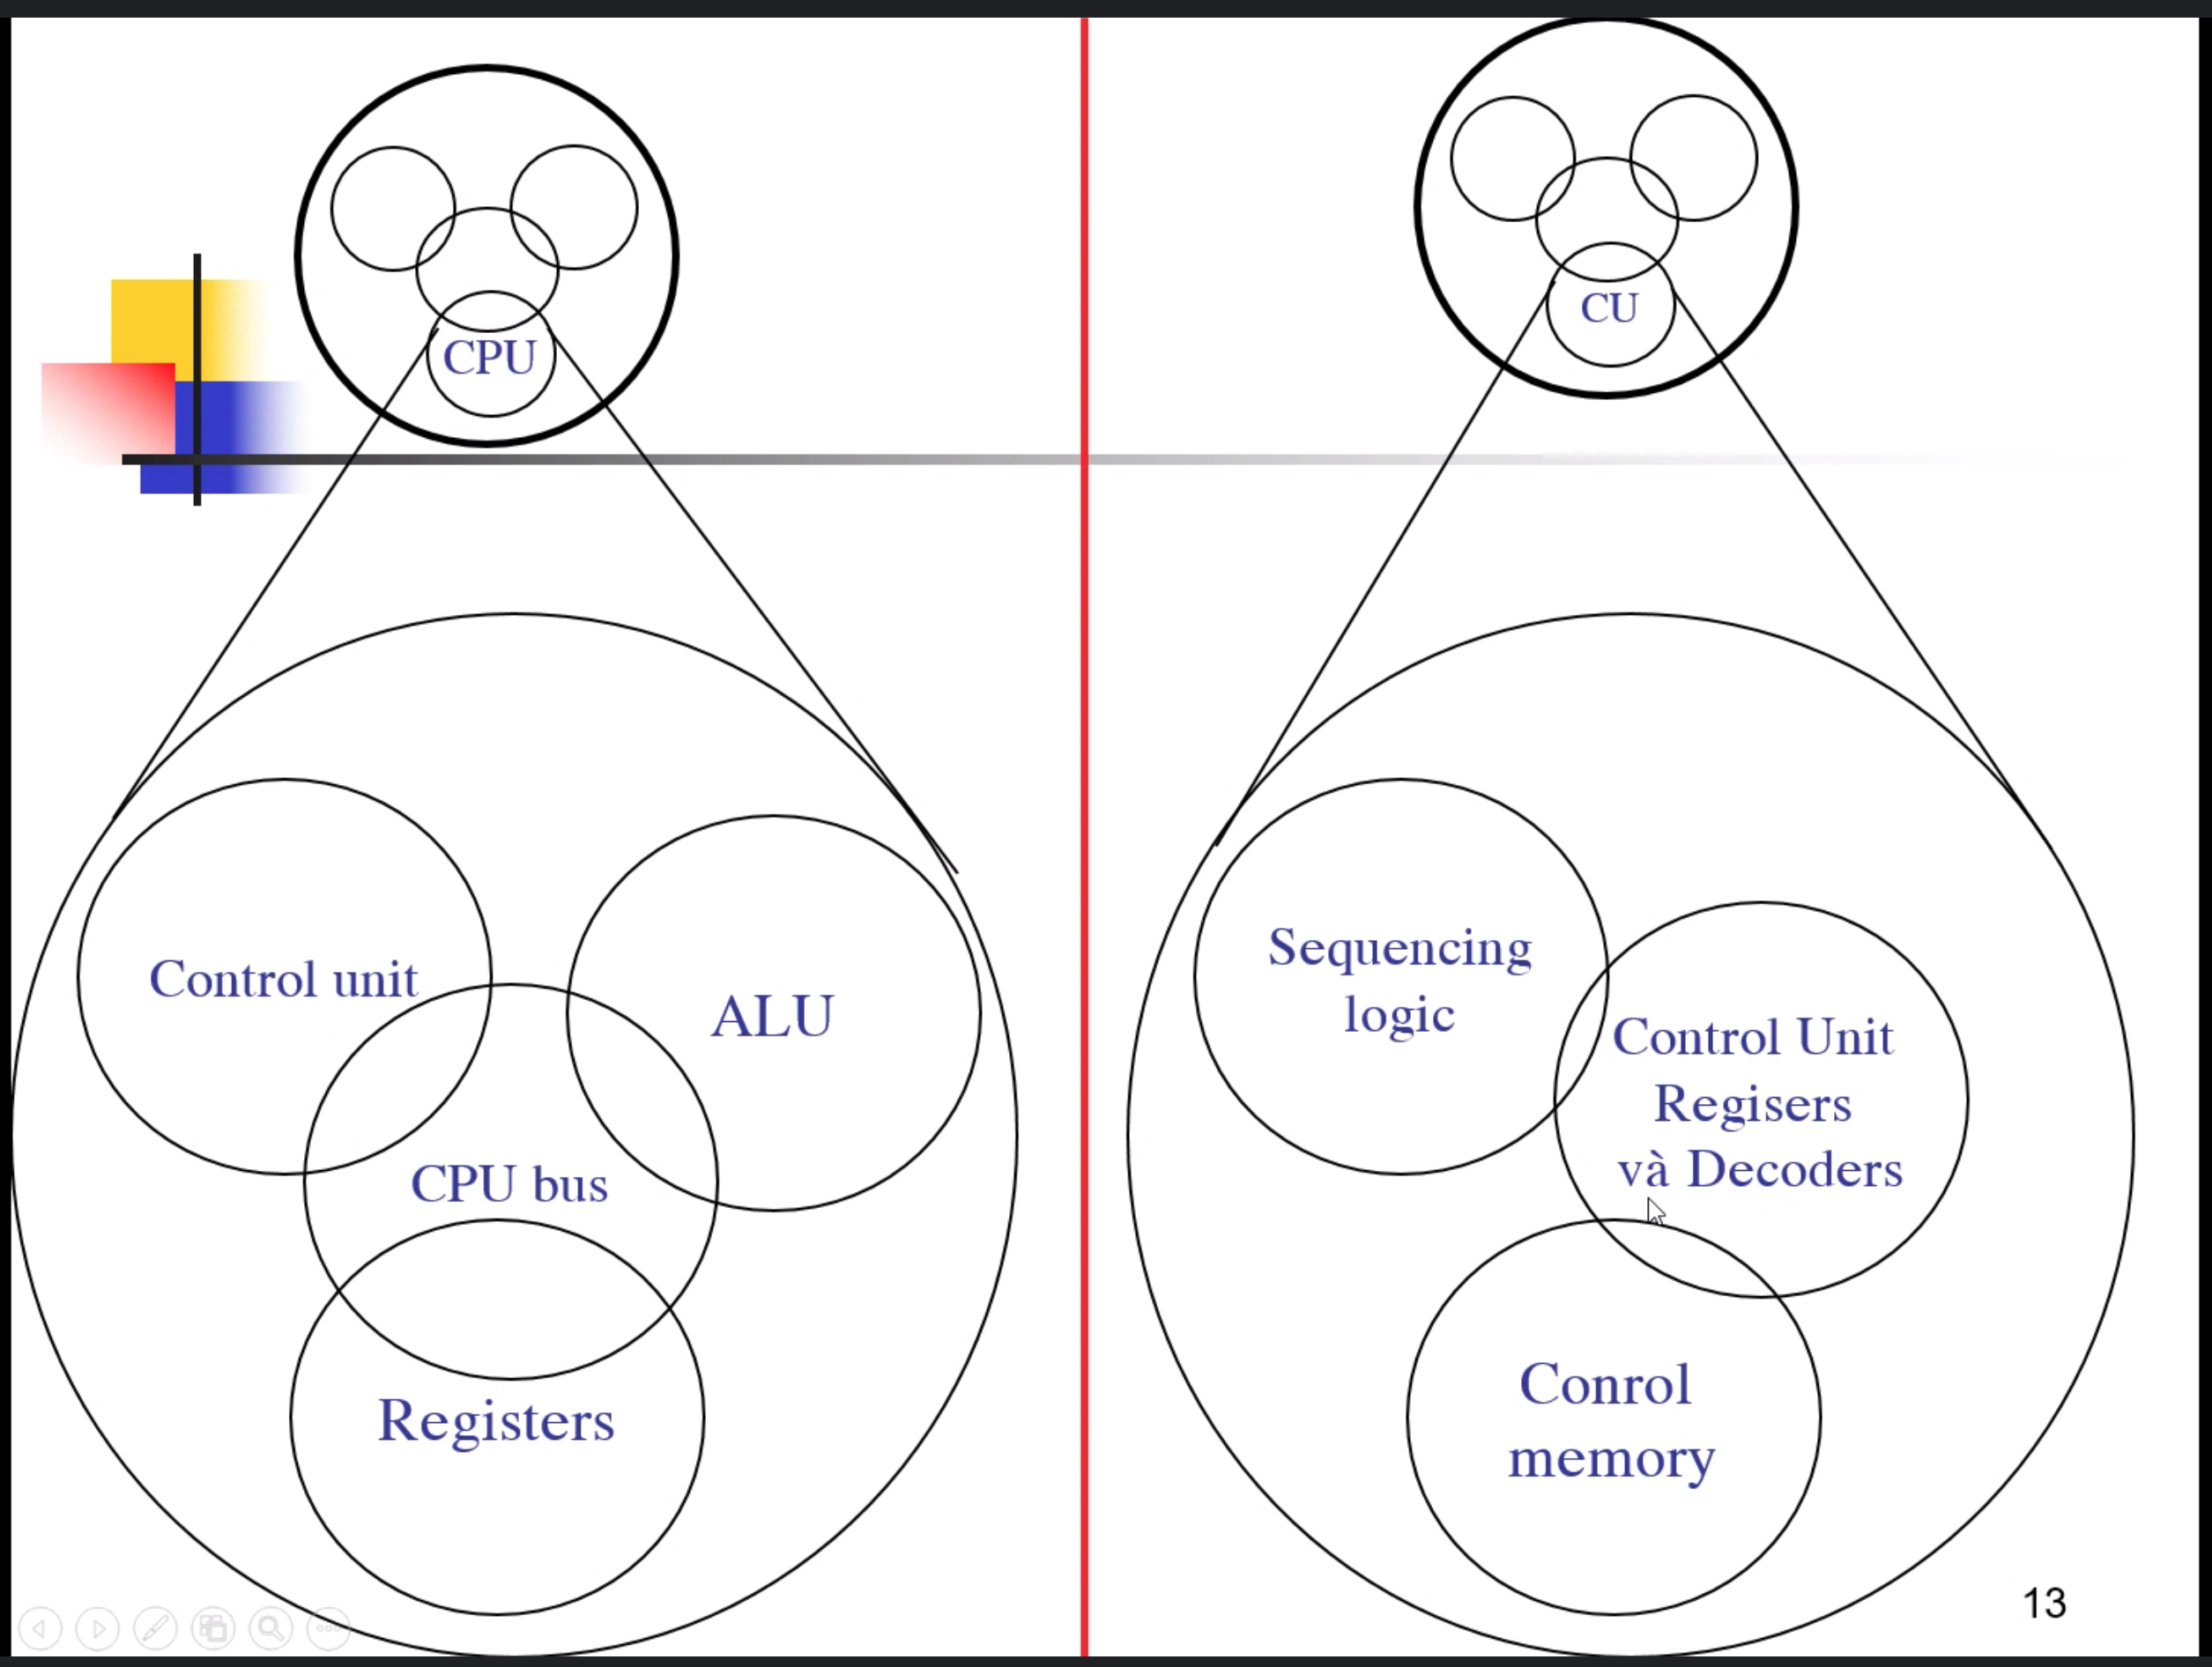 CPU
Control unit
ALU
CPU bus
Registers
CU
Sequencing
logic
Control Unit
Regisers
và Decoders
Conrol
memory
13